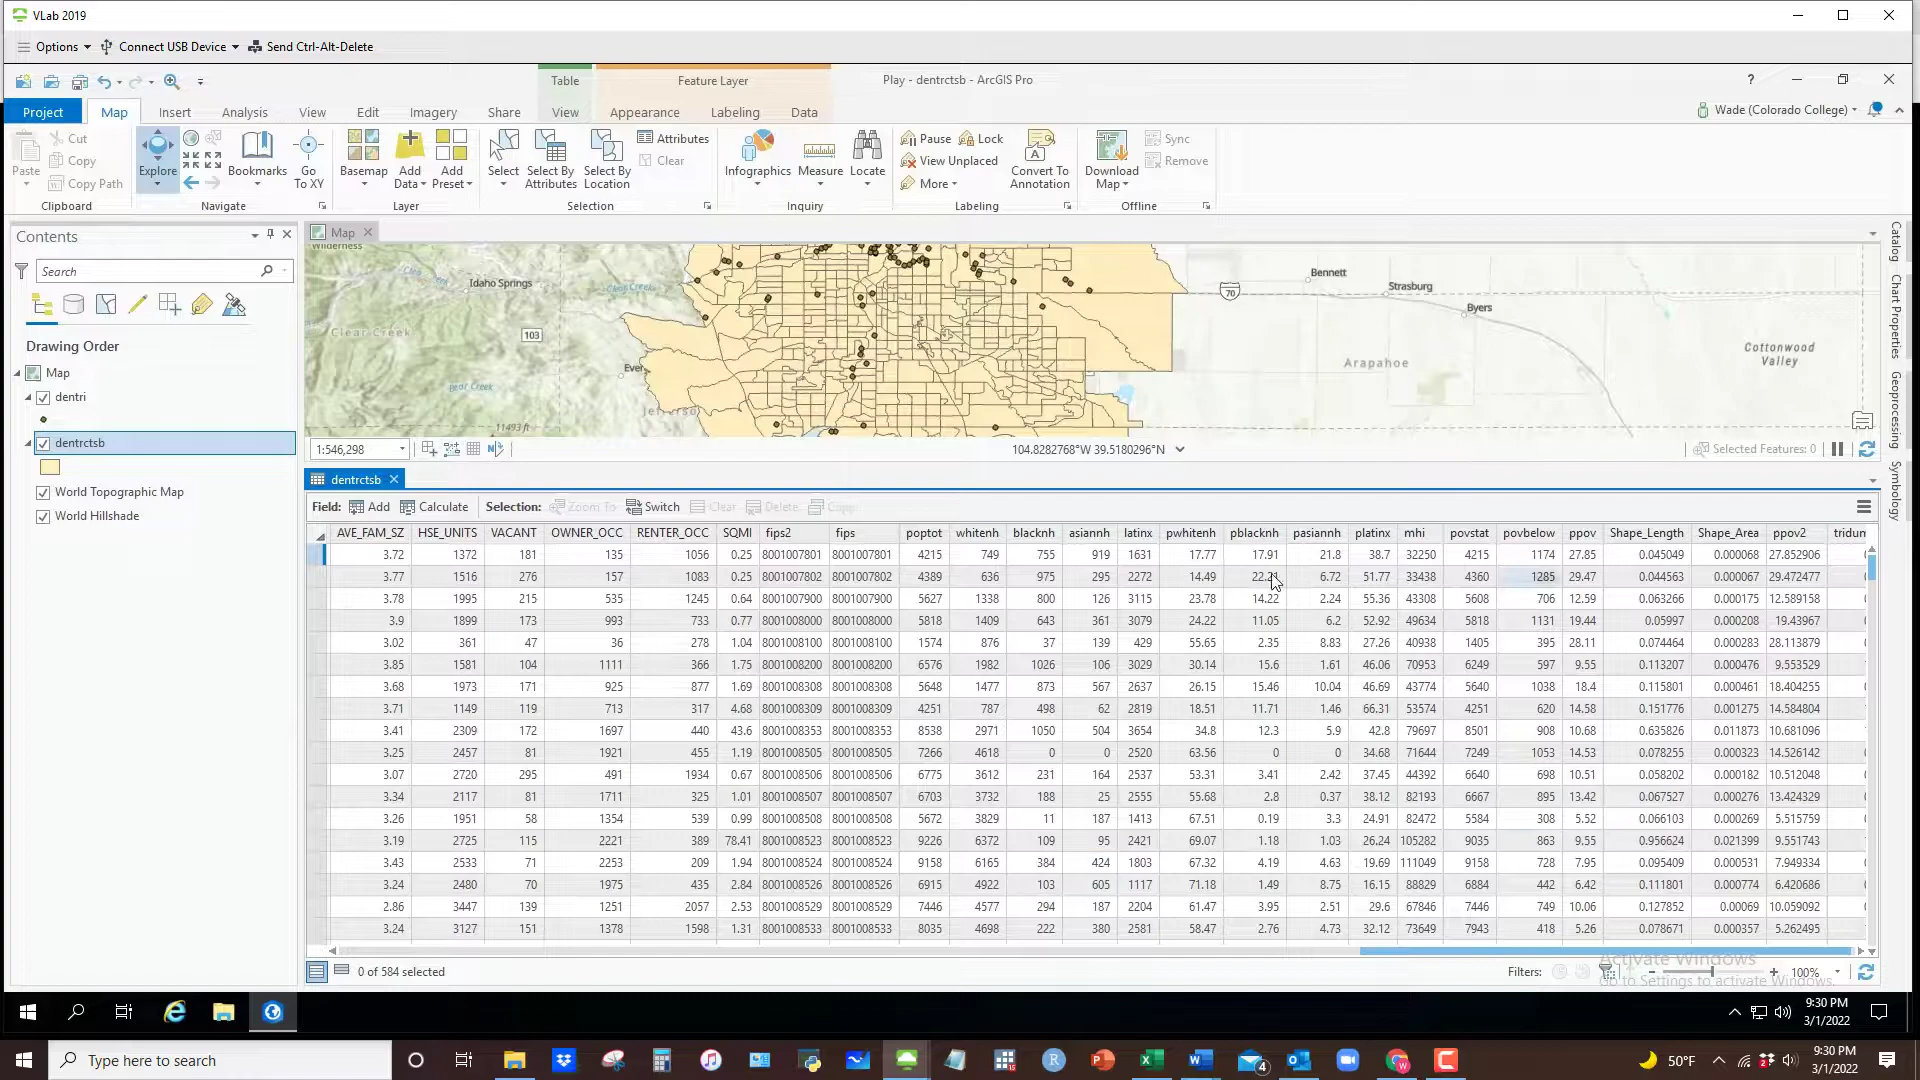 VLab 2019
Options Connect USB Device Send Ctrl-Alt-Delete
Table Feature Layer Play - dentrctsb - ArcGIS Pro ?
Project Map Insert Analysis View Edit Imagery Share View Appearance Labeling Data Wade (Colorado College)
Paste Cut Copy Copy Path Clipboard
Explore Bookmarks Go To XY Navigate
Basemap Add Data Add Preset Layer
Select Select By Attributes Select By Location Attributes Clear Selection
Infographics Measure Locate Inquiry
Pause Lock View Unplaced More Convert To Annotation Labeling
Download Map Sync Remove Offline
Contents
Search
Drawing Order
Map
dentri
dentrctsb
World Topographic Map
World Hillshade
Map
Wilderness
Idaho Springs
Clear Creek
103
70
Bennett
Strasburg
Byers
Arapahoe
Cottonwood Valley
11493 ft
Catalog
Chart Properties
Geoprocessing
Symbology
1:546,298 104.8282768°W 39.5180296°N Selected Features: 0
dentrctsb
Field: Add Calculate Selection: Zoom To Switch Clear Delete Copy
AVE_FAM_SZ HSE_UNITS VACANT OWNER_OCC RENTER_OCC SQMI fips2 fips poptot whitenh blacknh asiannh latinx pwhitenh pblacknh pasiannh platinx mhi povstat povbelow ppov Shape_Length Shape_Area ppov2 tridum
3.72 1372 181 135 1056 0.25 8001007801 8001007801 4215 749 755 919 1631 17.77 17.91 21.8 38.7 32250 4215 1174 27.85 0.045049 0.000068 27.852906
3.77 1516 276 157 1083 0.25 8001007802 8001007802 4389 636 975 295 2272 14.49 6.72 51.77 33438 4360 1285 29.47 0.044563 0.000067 29.472477
3.78 1995 215 535 1245 0.64 8001007900 8001007900 5627 1338 800 126 3115 23.78 14.22 2.24 55.36 43308 5608 706 12.59 0.063266 0.000175 12.589158
3.9 1899 173 993 733 0.77 8001008000 8001008000 5818 1409 643 361 3079 24.22 11.05 6.2 52.92 49634 5818 1131 19.44 0.05997 0.000208 19.43967
3.02 361 47 36 278 1.04 8001008100 8001008100 1574 876 37 139 429 55.65 2.35 8.83 27.26 40938 1405 395 28.11 0.074464 0.000283 28.113879
3.85 1581 104 1111 366 1.75 8001008200 8001008200 6576 1982 1026 106 3029 30.14 15.6 1.61 46.06 70953 6249 597 9.55 0.113207 0.000476 9.553529
3.68 1973 171 925 877 1.69 8001008308 8001008308 5648 1477 873 567 2637 26.15 15.46 10.04 46.69 43774 5640 1038 18.4 0.115801 0.000461 18.404255
3.71 1149 119 713 317 4.68 8001008309 8001008309 4251 787 498 62 2819 18.51 11.71 1.46 66.31 53574 4251 620 14.58 0.151776 0.001275 14.584804
3.41 2309 172 1697 440 43.6 8001008353 8001008353 8538 2971 1050 504 3654 34.8 12.3 5.9 42.8 79697 8501 908 10.68 0.635826 0.011873 10.681096
3.25 2457 81 1921 455 1.19 8001008505 8001008505 7266 4618 0 0 2520 63.56 0 0 34.68 71644 7249 1053 14.53 0.078255 0.000323 14.526142
3.07 2720 295 491 1934 0.67 8001008506 8001008506 6775 3612 231 164 2537 53.31 3.41 2.42 37.45 44392 6640 698 10.51 0.058202 0.000182 10.512048
3.34 2117 81 1711 325 1.01 8001008507 8001008507 6703 3732 188 25 2555 55.68 2.8 0.37 38.12 82193 6667 895 13.42 0.067527 0.000276 13.424329
3.26 1951 58 1354 539 0.99 8001008508 8001008508 5672 3829 11 187 1413 67.51 0.19 3.3 24.91 82472 5584 308 5.52 0.066103 0.000269 5.515759
3.19 2725 115 2221 389 78.41 8001008523 8001008523 9226 6372 109 95 2421 69.07 1.18 1.03 26.24 105282 9035 863 9.55 0.956624 0.021399 9.551743
3.43 2533 71 2253 209 1.94 8001008524 8001008524 9158 6165 384 424 1803 67.32 4.19 4.63 19.69 111049 9158 728 7.95 0.095409 0.000531 7.949334
3.24 2480 70 1975 435 2.84 8001008526 8001008526 6915 4922 103 605 1117 71.18 1.49 8.75 16.15 88829 6884 442 6.42 0.111801 0.000774 6.420686
2.86 3447 139 1251 2057 2.53 8001008529 8001008529 7446 4577 294 187 2204 61.47 3.95 2.51 29.6 67846 7446 749 10.06 0.127852 0.00069 10.059092
3.24 3127 151 1378 1598 1.31 8001008533 8001008533 8035 4698 222 380 2581 58.47 2.76 4.73 32.12 73649 7943 418 5.26 0.078671 0.000357 5.262495
0 of 584 selected Filters: 100%
Activate Windows
Go to Settings to activate Windows.
9:30 PM
3/1/2022
Type here to search 4 50°F 9:30 PM
3/1/2022